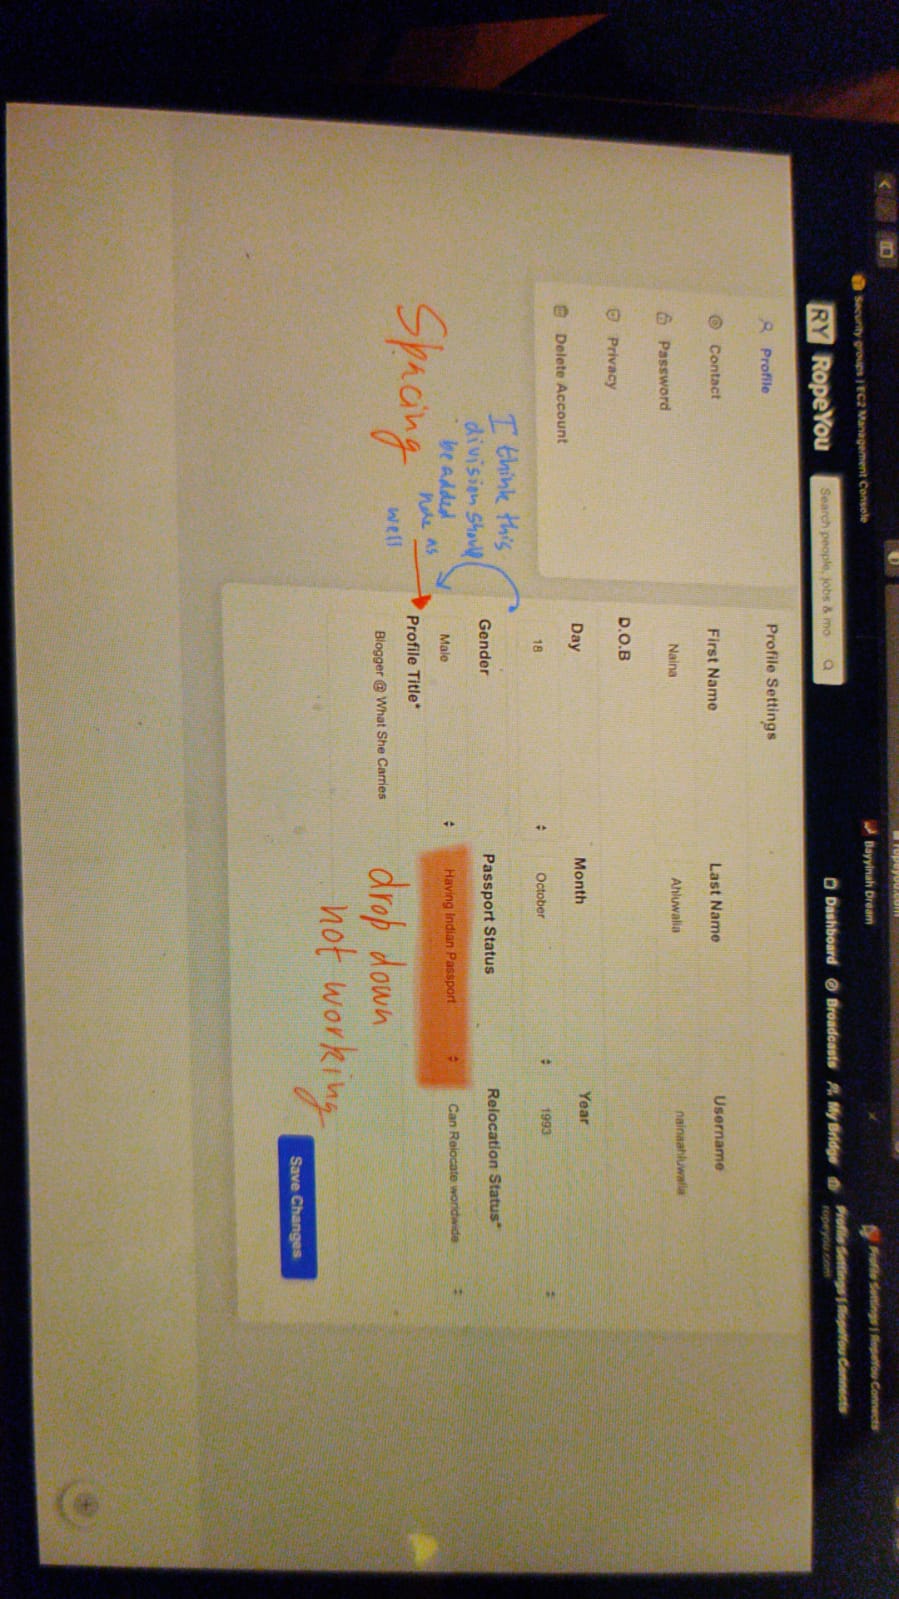 ropeyou.com
Security groups | EC2 Management Console
Bayyinah Dream
Profile Settings | RopeYou Connects
RY RopeYou
Search people, jobs & mo
Dashboard
Broadcasts
My Bridge
Profile Settings | RopeYou Connects
ropeyou.com
Profile
Contact
Password
Privacy
Delete Account
Profile Settings
First Name
Last Name
Username
Naina
Ahluwalia
nainaahluwalia
D.O.B
Day
Month
Year
18
October
1993
Gender
Passport Status
Relocation Status*
Male
Having Indian Passport
Can Relocate worldwide
Profile Title*
Blogger @ What She Carries
I think this
division should
be added
here as
well
Spacing
drop down
not working
Save Changes